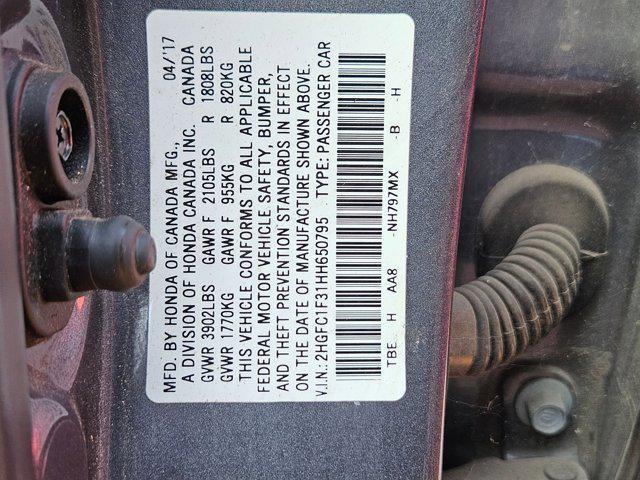 MFD. BY HONDA OF CANADA MFG., 04/'17
A DIVISION OF HONDA CANADA INC. CANADA
GVWR 3902LBS GAWR F 2105LBS R 1808LBS
GVWR 1770KG GAWR F 955KG R 820KG
THIS VEHICLE CONFORMS TO ALL APPLICABLE
FEDERAL MOTOR VEHICLE SAFETY, BUMPER,
AND THEFT PREVENTION STANDARDS IN EFFECT
ON THE DATE OF MANUFACTURE SHOWN ABOVE.
V.I.N.: 2HGFC1F31HH650795 TYPE: PASSENGER CAR
TBE H AA8 -NH797MX -B -H